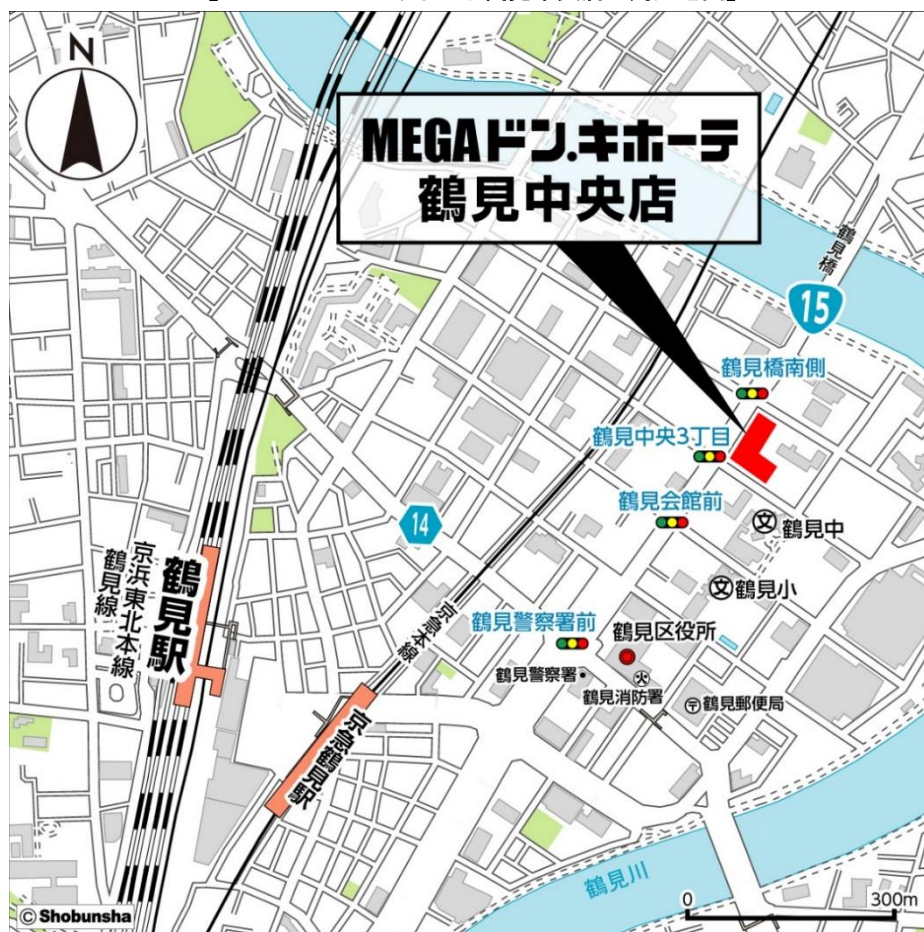 N
MEGAドン.キホーテ
鶴見中央店
鶴見橋
15
鶴見橋南側
鶴見中央3丁目
鶴見会館前
14
鶴見中
鶴見小
鶴見駅
京浜東北本線
鶴見線
京急本線
鶴見警察署前
鶴見区役所
鶴見警察署
鶴見消防署
鶴見郵便局
京急鶴見駅
鶴見川
0 300m
© Shobunsha